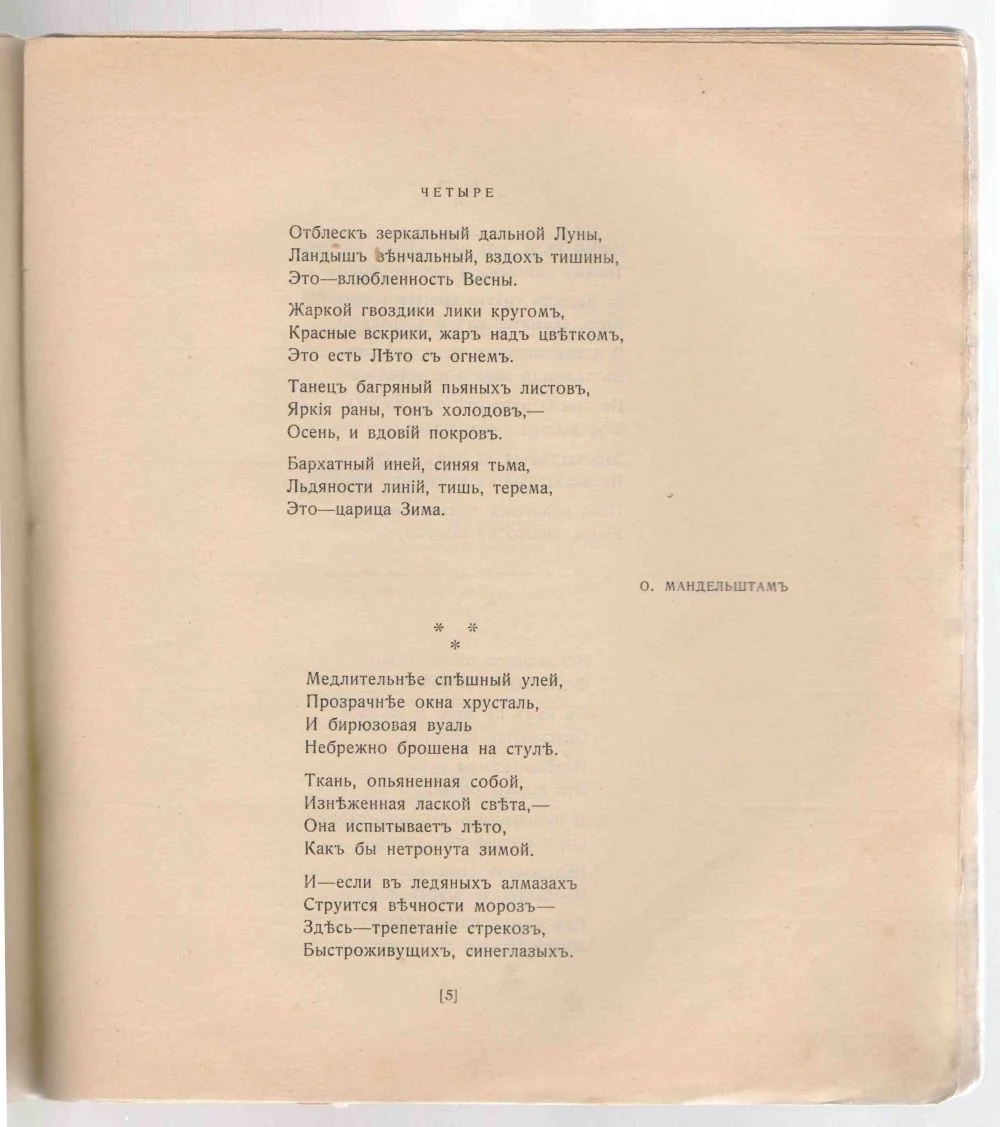 ЧЕТЫРЕ
Отблескъ зеркальный дальной Луны,
Ландышъ вѣнчальный, вздохъ тишины,
Это—влюбленность Весны.
Жаркой гвоздики лики кругомъ,
Красные вскрики, жаръ надъ цвѣткомъ,
Это есть Лѣто съ огнемъ.
Танецъ багряный пьяныхъ листовъ,
Яркія раны, тонъ холодовъ,—
Осень, и вдовій покровъ.
Бархатный иней, синяя тьма,
Льдяности линій, тишь, терема,
Это—царица Зима.
О. МАНДЕЛЬШТАМЪ
* *
*
Медлительнѣе спѣшный улей,
Прозрачнѣе окна хрусталь,
И бирюзовая вуаль
Небрежно брошена на стулѣ.
Ткань, опьяненная собой,
Изнѣженная лаской свѣта,—
Она испытываетъ лѣто,
Какъ бы нетронута зимой.
И—если въ ледяныхъ алмазахъ
Струится вѣчности морозъ—
Здѣсь—трепетаніе стрекозъ,
Быстроживущихъ, синеглазыхъ.
[5]